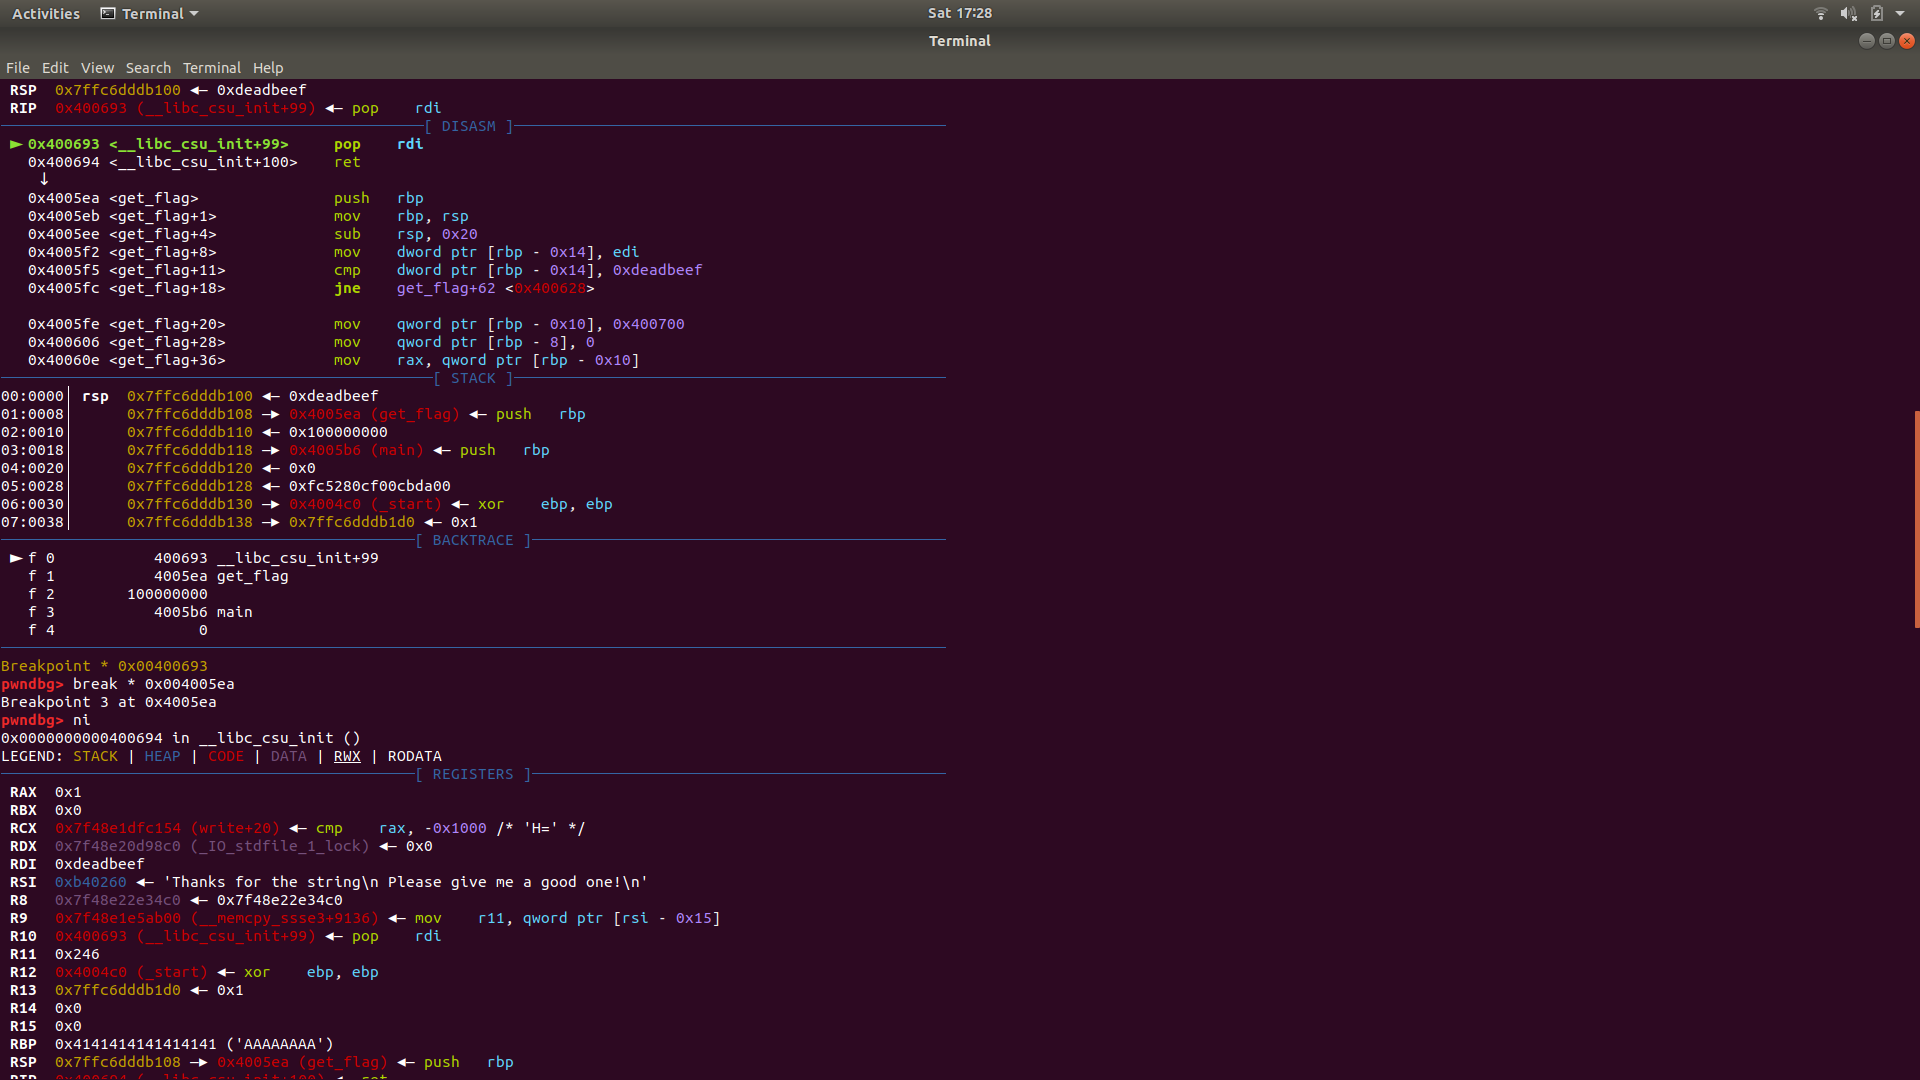 Activities Terminal Sat 17:28
Terminal
File Edit View Search Terminal Help
RSP 0x7ffc6dddb100 ◂— 0xdeadbeef
RIP 0x400693 (__libc_csu_init+99) ◂— pop rdi
[ DISASM ]
► 0x400693 <__libc_csu_init+99> pop rdi
0x400694 <__libc_csu_init+100> ret
↓
0x4005ea <get_flag> push rbp
0x4005eb <get_flag+1> mov rbp, rsp
0x4005ee <get_flag+4> sub rsp, 0x20
0x4005f2 <get_flag+8> mov dword ptr [rbp - 0x14], edi
0x4005f5 <get_flag+11> cmp dword ptr [rbp - 0x14], 0xdeadbeef
0x4005fc <get_flag+18> jne get_flag+62 <0x400628>
0x4005fe <get_flag+20> mov qword ptr [rbp - 0x10], 0x400700
0x400606 <get_flag+28> mov qword ptr [rbp - 8], 0
0x40060e <get_flag+36> mov rax, qword ptr [rbp - 0x10]
[ STACK ]
00:0000│ rsp 0x7ffc6dddb100 ◂— 0xdeadbeef
01:0008│ 0x7ffc6dddb108 —▸ 0x4005ea (get_flag) ◂— push rbp
02:0010│ 0x7ffc6dddb110 ◂— 0x100000000
03:0018│ 0x7ffc6dddb118 —▸ 0x4005b6 (main) ◂— push rbp
04:0020│ 0x7ffc6dddb120 ◂— 0x0
05:0028│ 0x7ffc6dddb128 ◂— 0xfc5280cf00cbda00
06:0030│ 0x7ffc6dddb130 —▸ 0x4004c0 (_start) ◂— xor ebp, ebp
07:0038│ 0x7ffc6dddb138 —▸ 0x7ffc6dddb1d0 ◂— 0x1
[ BACKTRACE ]
► f 0 400693 __libc_csu_init+99
f 1 4005ea get_flag
f 2 100000000
f 3 4005b6 main
f 4 0
Breakpoint * 0x00400693
pwndbg> break * 0x004005ea
Breakpoint 3 at 0x4005ea
pwndbg> ni
0x0000000000400694 in __libc_csu_init ()
LEGEND: STACK | HEAP | CODE | DATA | RWX | RODATA
[ REGISTERS ]
RAX 0x1
RBX 0x0
RCX 0x7f48e1dfc154 (write+20) ◂— cmp rax, -0x1000 /* 'H=' */
RDX 0x7f48e20d98c0 (_IO_stdfile_1_lock) ◂— 0x0
RDI 0xdeadbeef
RSI 0xb40260 ◂— 'Thanks for the string\n Please give me a good one!\n'
R8 0x7f48e22e34c0 ◂— 0x7f48e22e34c0
R9 0x7f48e1e5ab00 (__memcpy_ssse3+9136) ◂— mov r11, qword ptr [rsi - 0x15]
R10 0x400693 (__libc_csu_init+99) ◂— pop rdi
R11 0x246
R12 0x4004c0 (_start) ◂— xor ebp, ebp
R13 0x7ffc6dddb1d0 ◂— 0x1
R14 0x0
R15 0x0
RBP 0x4141414141414141 ('AAAAAAAA')
RSP 0x7ffc6dddb108 —▸ 0x4005ea (get_flag) ◂— push rbp
RIP 0x400694 (__libc_csu_init+100) ◂— ret